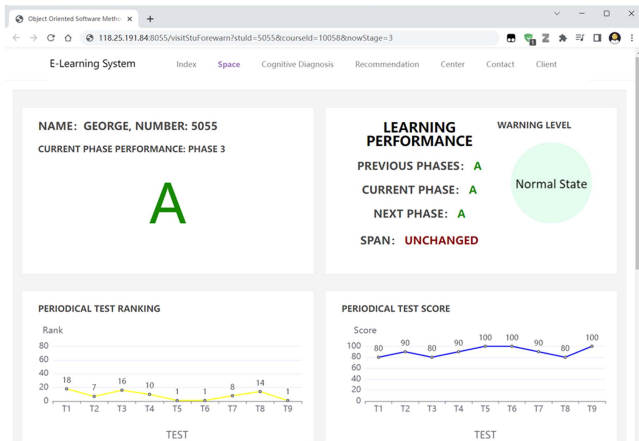 Object Oriented Software Metho
118.25.191.84:8055/visitStuForewarn?stuId=5055&courseId=10058&nowStage=3
E-Learning System Index Space Cognitive Diagnosis Recommendation Center Contact Client
NAME: GEORGE, NUMBER: 5055
CURRENT PHASE PERFORMANCE: PHASE 3
A
LEARNING
PERFORMANCE
PREVIOUS PHASES: A
CURRENT PHASE: A
NEXT PHASE: A
SPAN: UNCHANGED
WARNING LEVEL
Normal State
PERIODICAL TEST RANKING
Rank
80
60
40
20
0
18 7 16 10 1 1 8 14 1
T1 T2 T3 T4 T5 T6 T7 T8 T9
TEST
PERIODICAL TEST SCORE
Score
100
80
60
40
20
0
80 90 80 90 100 100 90 80 100
T1 T2 T3 T4 T5 T6 T7 T8 T9
TEST